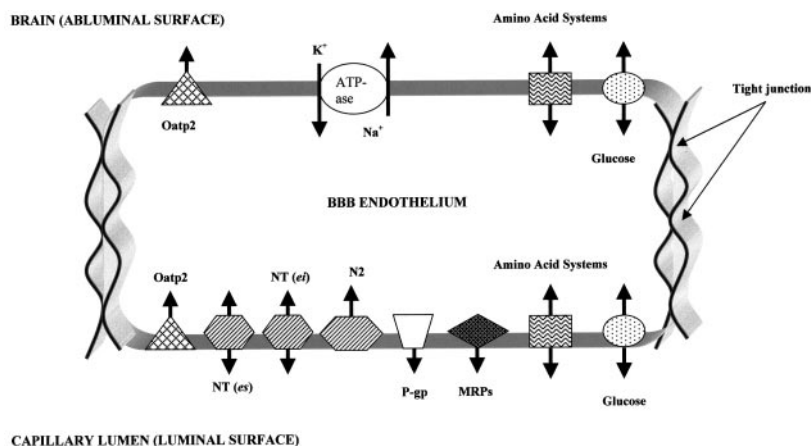 BRAIN (ABLUMINAL SURFACE)
Amino Acid Systems
K+
ATP-
ase
Tight junction
Oatp2
Na+
Glucose
BBB ENDOTHELIUM
Oatp2
NT (ei)
N2
Amino Acid Systems
NT (es)
P-gp
MRPs
Glucose
CAPILLARY LUMEN (LUMINAL SURFACE)